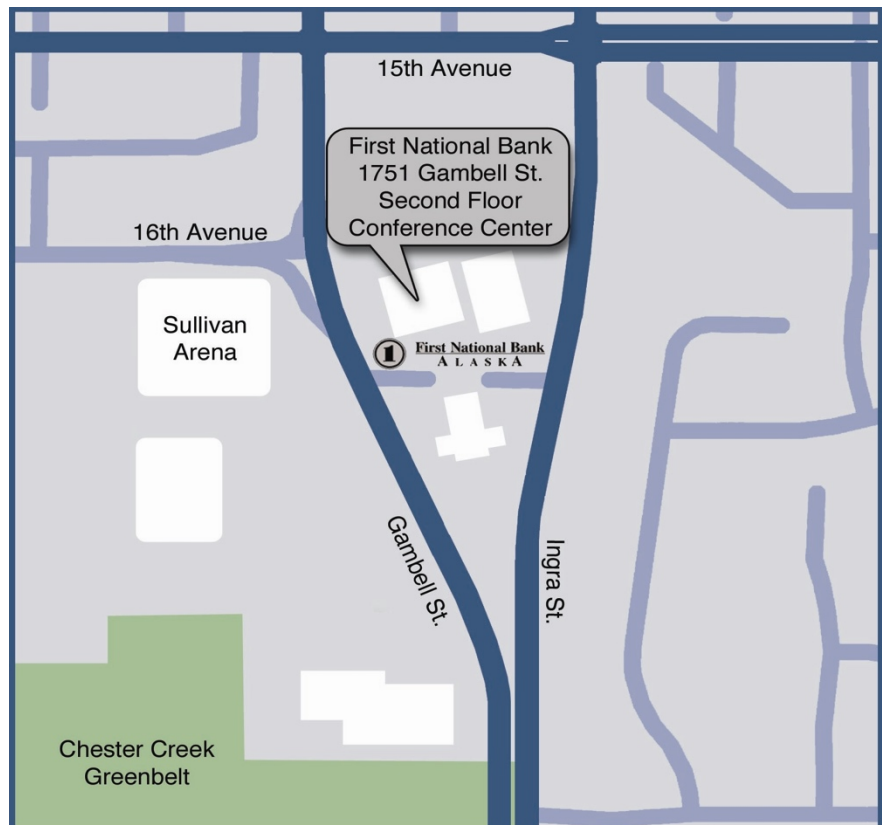 15th Avenue
First National Bank
1751 Gambell St.
Second Floor
Conference Center
16th Avenue
Sullivan
Arena
1 First National Bank
ALASKA
Gambell St.
Ingra St.
Chester Creek
Greenbelt